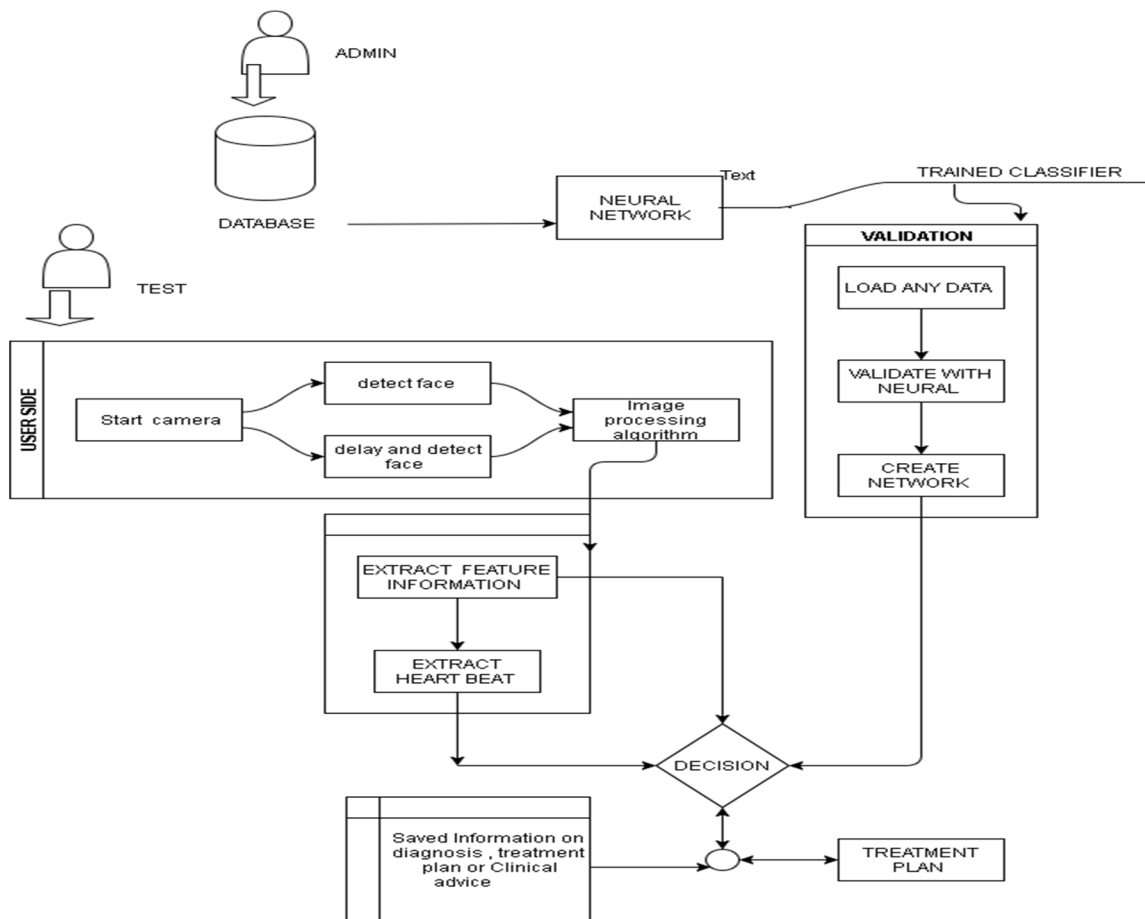 ADMIN
Text
TRAINED CLASSIFIER
NEURAL
NETWORK
DATABASE
VALIDATION
LOAD ANY DATA
VALIDATE WITH
NEURAL
CREATE
NETWORK
TEST
USER SIDE
Start camera
detect face
delay and detect
face
Image
processing
algorithm
EXTRACT FEATURE
INFORMATION
EXTRACT
HEART BEAT
DECISION
Saved Information on
diagnosis , treatment
plan or Clinical
advice
TREATMENT
PLAN